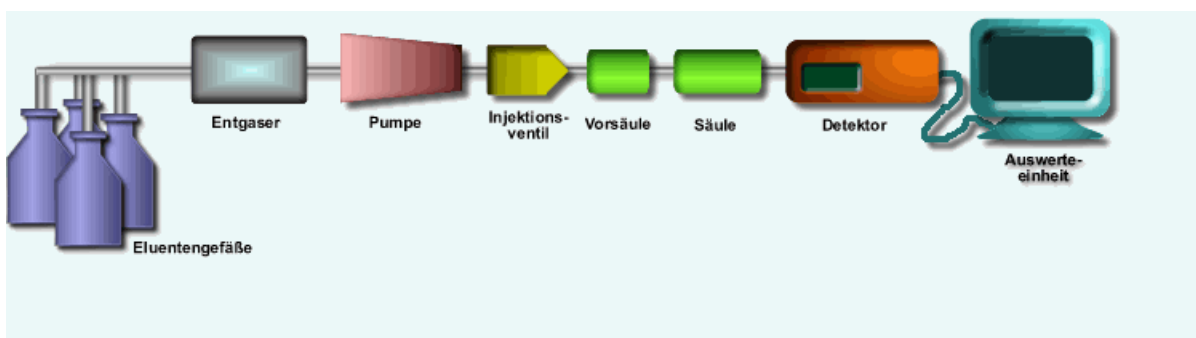 Entgaser
Pumpe
Injektions-
ventil
Vorsäule
Säule
Detektor
Auswerte-
einheit
Eluentengefäße